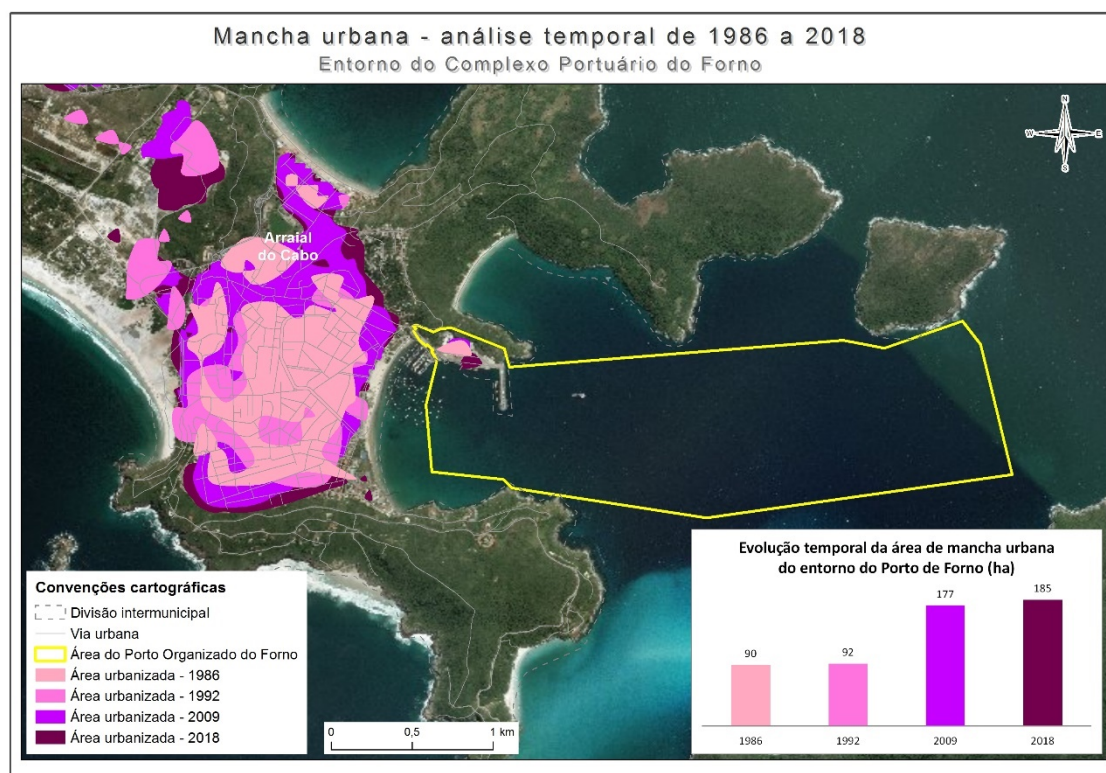 Mancha urbana - análise temporal de 1986 a 2018
Entorno do Complexo Portuário do Forno
N
W E
S
Arraial
do Cabo
Convenções cartográficas
Divisão intermunicipal
Via urbana
Área do Porto Organizado do Forno
Área urbanizada - 1986
Área urbanizada - 1992
Área urbanizada - 2009
Área urbanizada - 2018
0 0,5 1 km
Evolução temporal da área de mancha urbana
do entorno do Porto de Forno (ha)
90 92 177 185
1986 1992 2009 2018